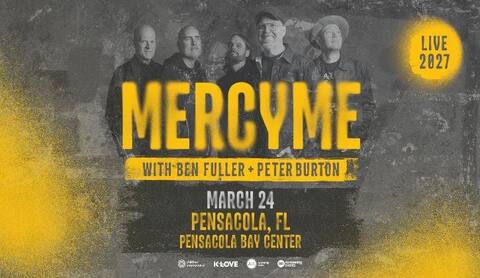 LIVE
2027
MERCYME
WITH BEN FULLER + PETER BURTON
MARCH 24
PENSACOLA, FL
PENSACOLA BAY CENTER
K-LOVE